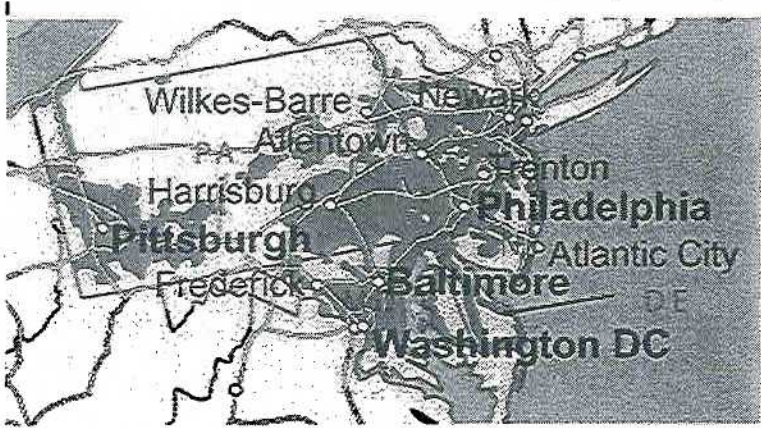 Wilkes-Barre
Newark
Allentown
PA
Trenton
Harrisburg
Philadelphia
Pittsburgh
Atlantic City
Frederick
Baltimore
DE
Washington DC